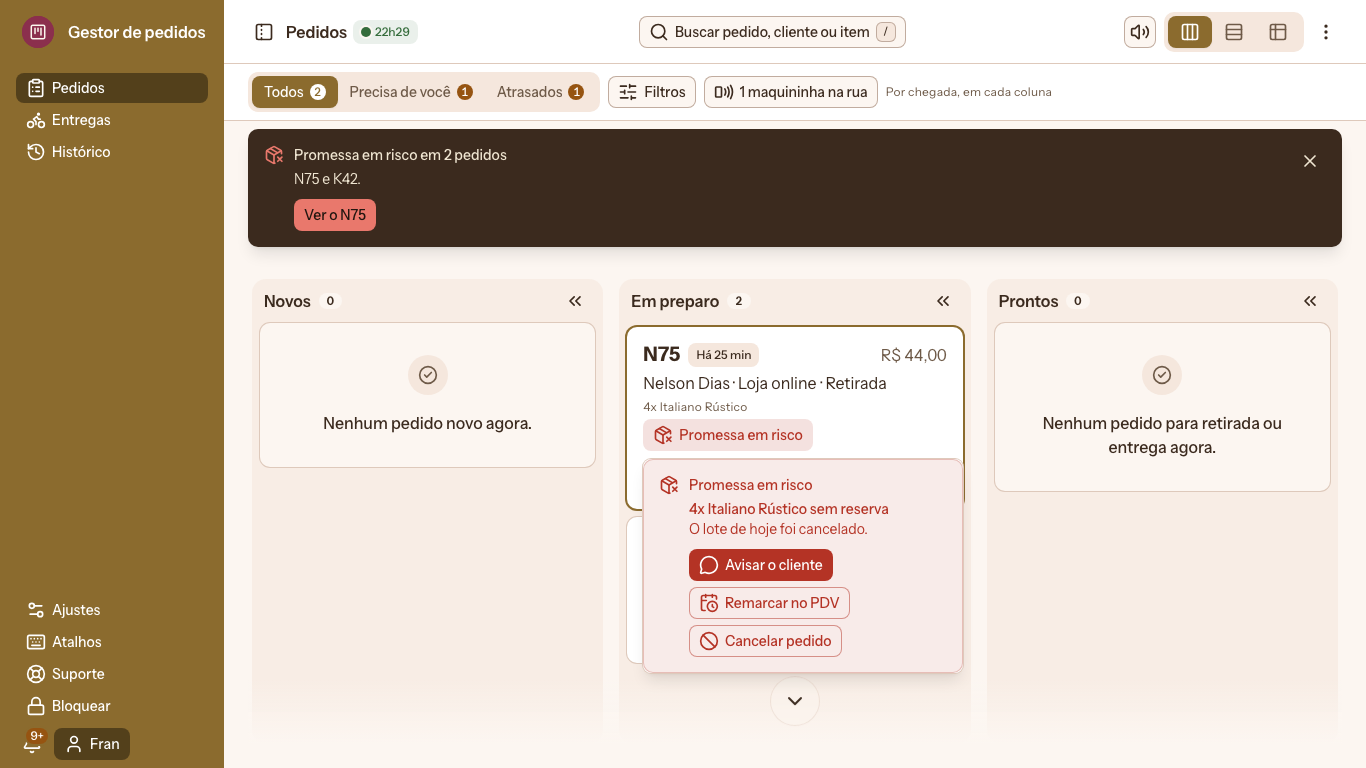 Gestor de pedidos
Pedidos
Entregas
Histórico
Ajustes
Atalhos
Suporte
Bloquear
9+
Fran
Pedidos
22h29
Buscar pedido, cliente ou item /
Todos 2
Precisa de você 1
Atrasados 1
Filtros
1 maquininha na rua
Por chegada, em cada coluna
Promessa em risco em 2 pedidos
N75 e K42.
Ver o N75
Novos 0
Nenhum pedido novo agora.
Em preparo 2
N75 Há 25 min R$ 44,00
Nelson Dias · Loja online · Retirada
4x Italiano Rústico
Promessa em risco
Promessa em risco
4x Italiano Rústico sem reserva
O lote de hoje foi cancelado.
Avisar o cliente
Remarcar no PDV
Cancelar pedido
Prontos 0
Nenhum pedido para retirada ou
entrega agora.